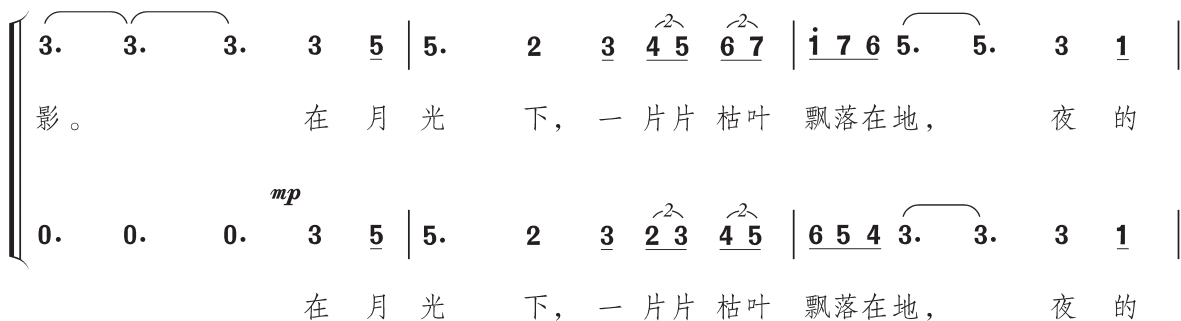 3. 3. 3. 3 5 | 5. 2 3 4 5 6 7 | i 7 6 5. 5. 3 1 |
影。 在 月 光 下， 一 片片 枯叶 飘落在地， 夜 的
mp
0. 0. 0. 3 5 | 5. 2 3 2 3 4 5 | 6 5 4 3. 3. 3 1 |
在 月 光 下， 一 片片 枯叶 飘落在地， 夜 的